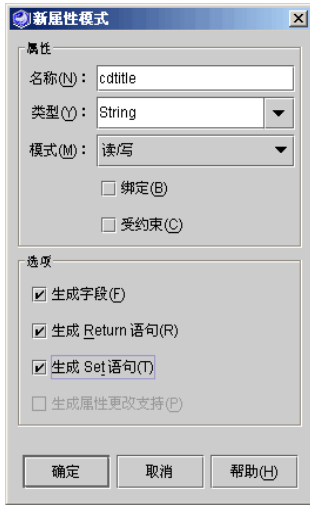 新属性模式
属性
名称(N)： cdtitle
类型(Y)： String
模式(M)： 读/写
绑定(B)
受约束(C)
选项
生成字段(F)
生成 Return 语句(R)
生成 Set 语句(T)
生成属性更改支持(P)
确定 取消 帮助(H)